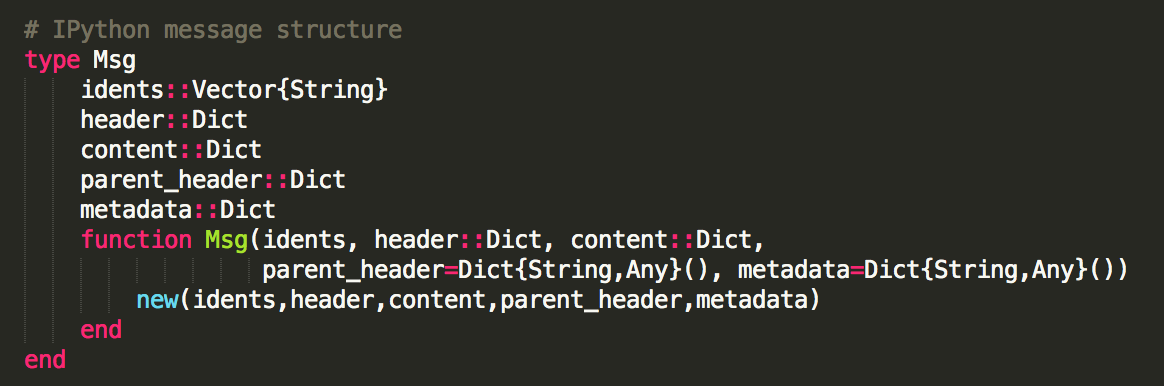 # IPython message structure
type Msg
    idents::Vector{String}
    header::Dict
    content::Dict
    parent_header::Dict
    metadata::Dict
    function Msg(idents, header::Dict, content::Dict,
                 parent_header=Dict{String,Any}(), metadata=Dict{String,Any}())
        new(idents,header,content,parent_header,metadata)
    end
end